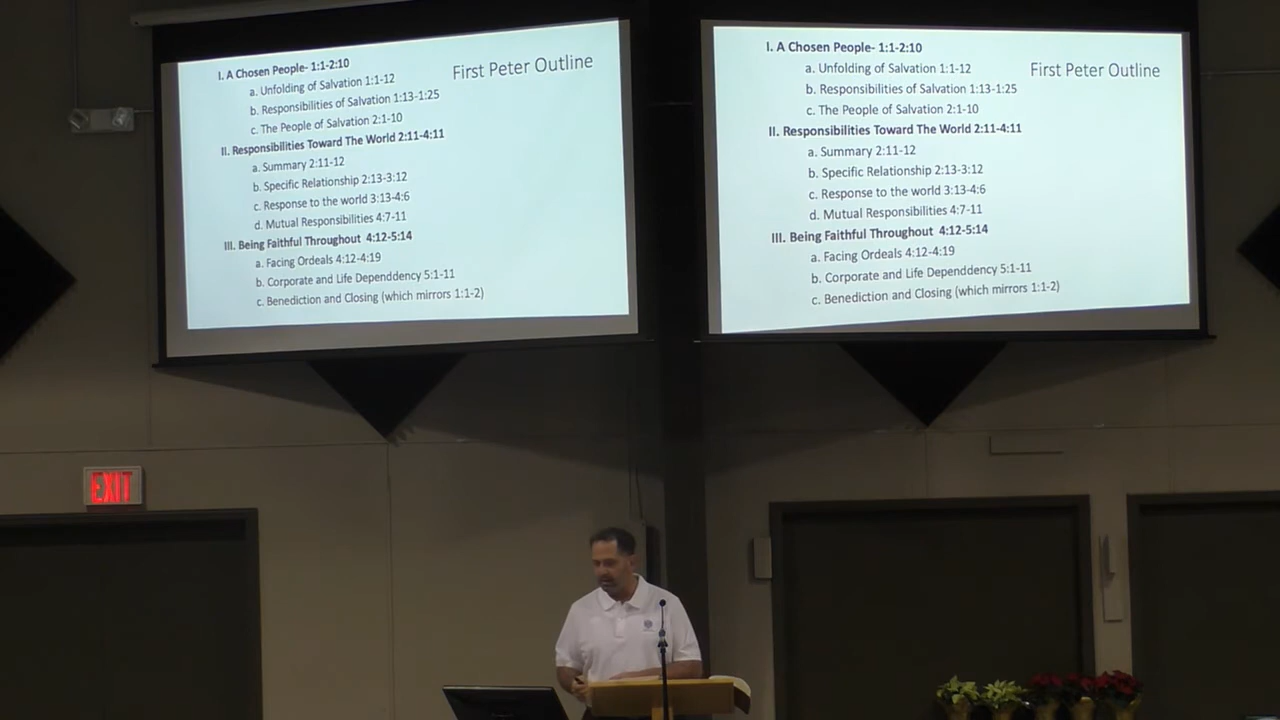 I. A Chosen People- 1:1-2:10
First Peter Outline
a. Unfolding of Salvation 1:1-12
b. Responsibilities of Salvation 1:13-1:25
c. The People of Salvation 2:1-10
II. Responsibilities Toward The World 2:11-4:11
a. Summary 2:11-12
b. Specific Relationship 2:13-3:12
c. Response to the world 3:13-4:6
d. Mutual Responsibilities 4:7-11
III. Being Faithful Throughout 4:12-5:14
a. Facing Ordeals 4:12-4:19
b. Corporate and Life Dependdency 5:1-11
c. Benediction and Closing (which mirrors 1:1-2)
I. A Chosen People- 1:1-2:10
First Peter Outline
a. Unfolding of Salvation 1:1-12
b. Responsibilities of Salvation 1:13-1:25
c. The People of Salvation 2:1-10
II. Responsibilities Toward The World 2:11-4:11
a. Summary 2:11-12
b. Specific Relationship 2:13-3:12
c. Response to the world 3:13-4:6
d. Mutual Responsibilities 4:7-11
III. Being Faithful Throughout 4:12-5:14
a. Facing Ordeals 4:12-4:19
b. Corporate and Life Dependdency 5:1-11
c. Benediction and Closing (which mirrors 1:1-2)
EXIT